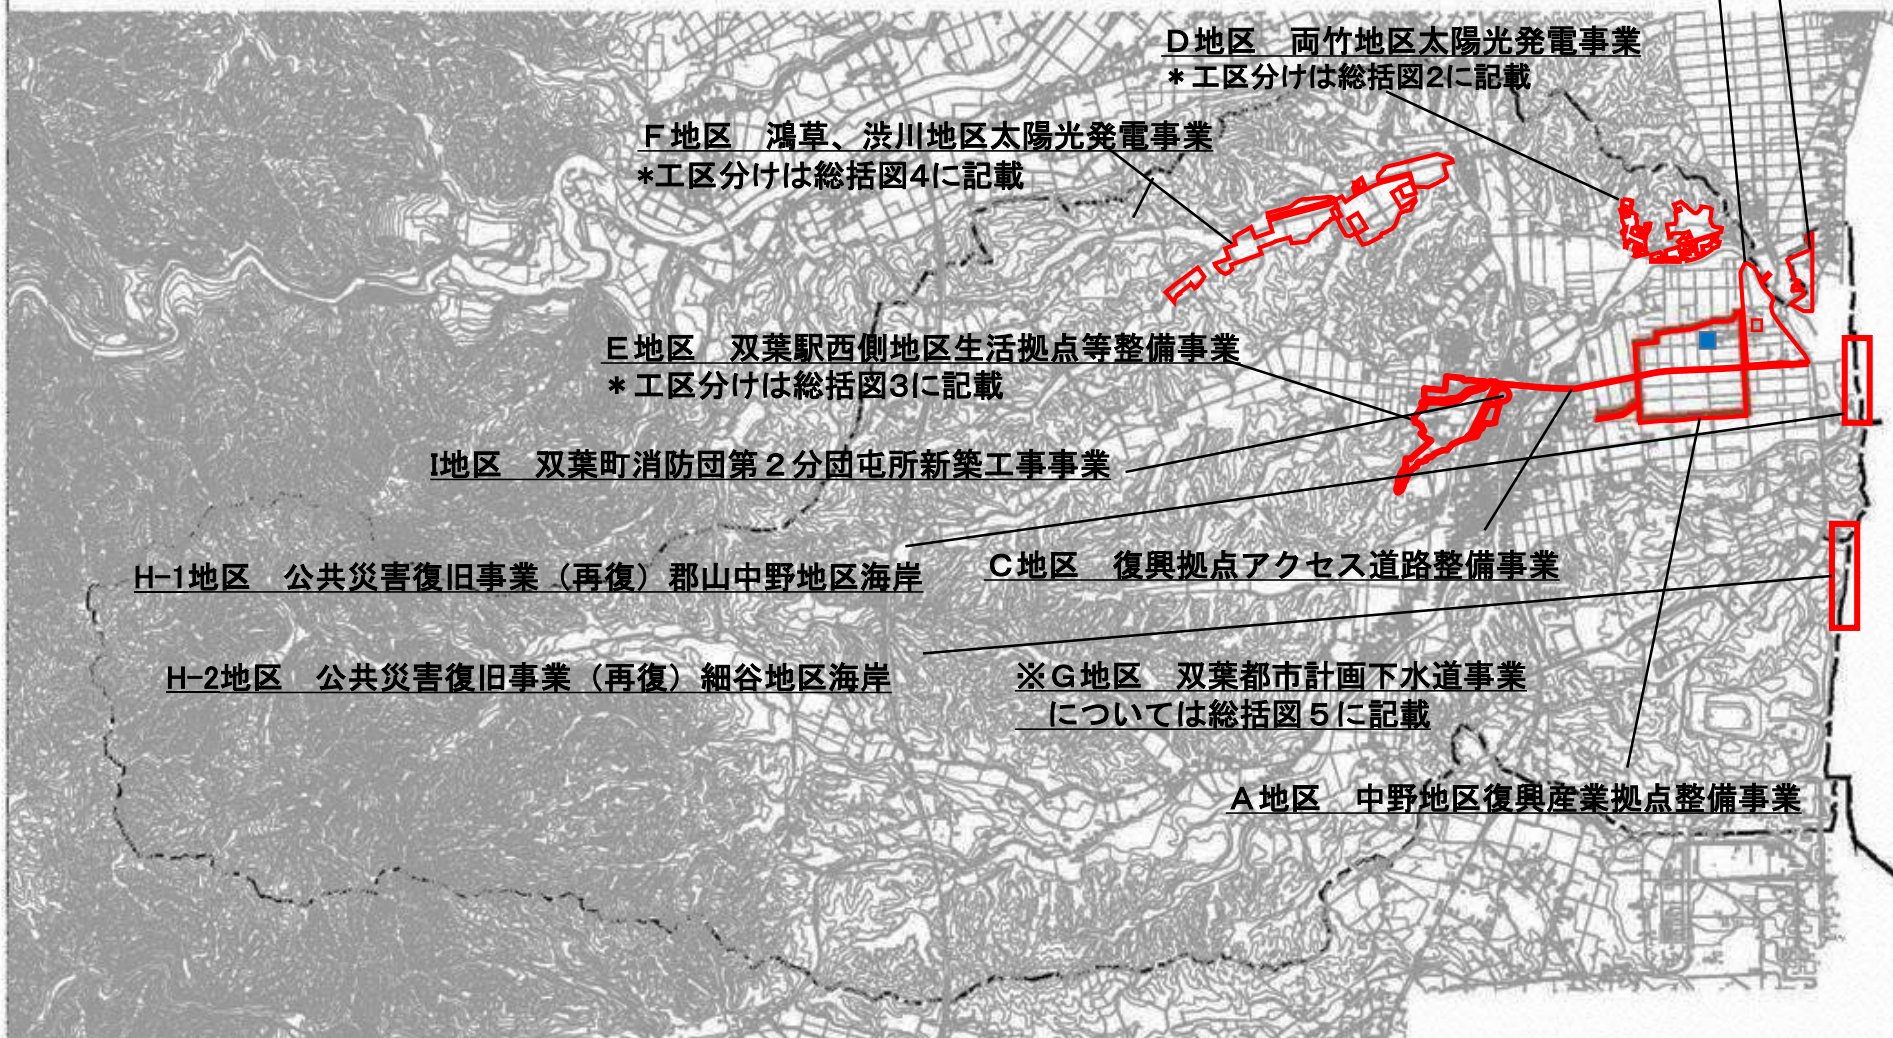 D地区　両竹地区太陽光発電事業
*工区分けは総括図2に記載
F地区　鴻草、渋川地区太陽光発電事業
*工区分けは総括図4に記載
E地区　双葉駅西側地区生活拠点等整備事業
*工区分けは総括図3に記載
I地区　双葉町消防団第２分団屯所新築工事事業
H-1地区　公共災害復旧事業（再復）郡山中野地区海岸
C地区　復興拠点アクセス道路整備事業
H-2地区　公共災害復旧事業（再復）細谷地区海岸
※G地区　双葉都市計画下水道事業
については総括図５に記載
A地区　中野地区復興産業拠点整備事業